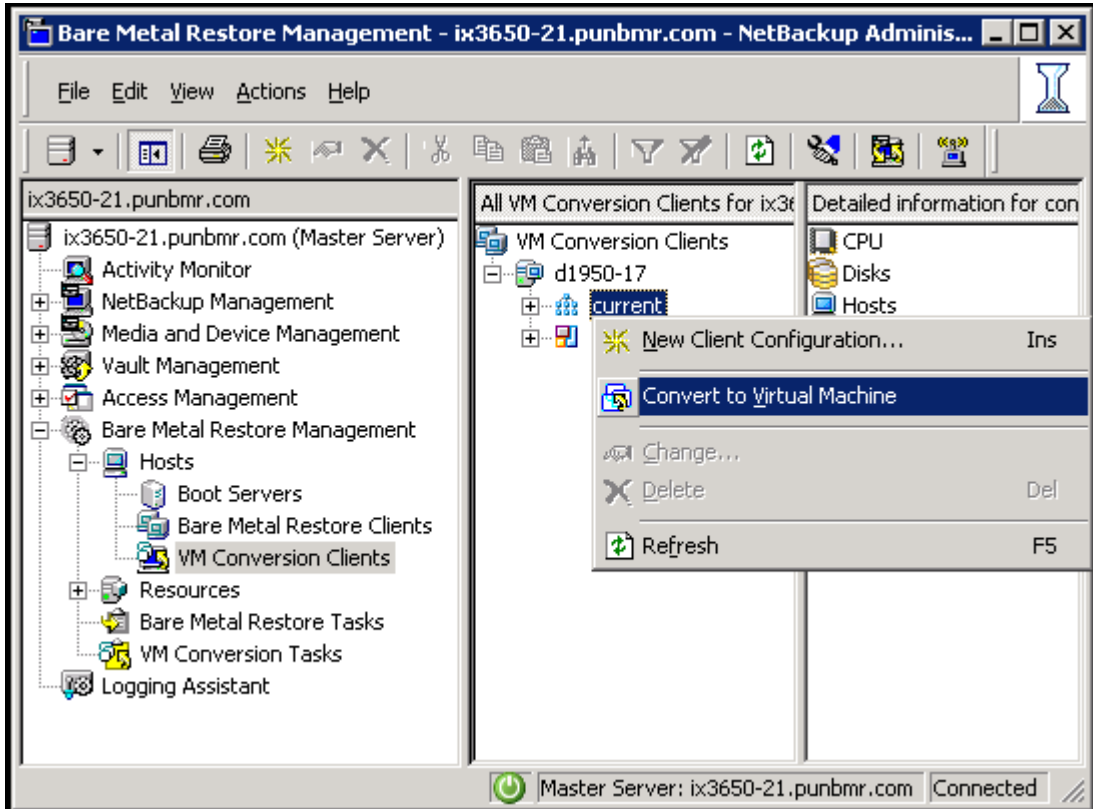 Bare Metal Restore Management - ix3650-21.punbmr.com - NetBackup Adminis...
File Edit View Actions Help
ix3650-21.punbmr.com
ix3650-21.punbmr.com (Master Server)
Activity Monitor
NetBackup Management
Media and Device Management
Vault Management
Access Management
Bare Metal Restore Management
Hosts
Boot Servers
Bare Metal Restore Clients
VM Conversion Clients
Resources
Bare Metal Restore Tasks
VM Conversion Tasks
Logging Assistant
All VM Conversion Clients for ix36
VM Conversion Clients
d1950-17
current
Detailed information for con
CPU
Disks
Hosts
New Client Configuration... Ins
Convert to Virtual Machine
Change...
Delete Del
Refresh F5
Master Server: ix3650-21.punbmr.com Connected